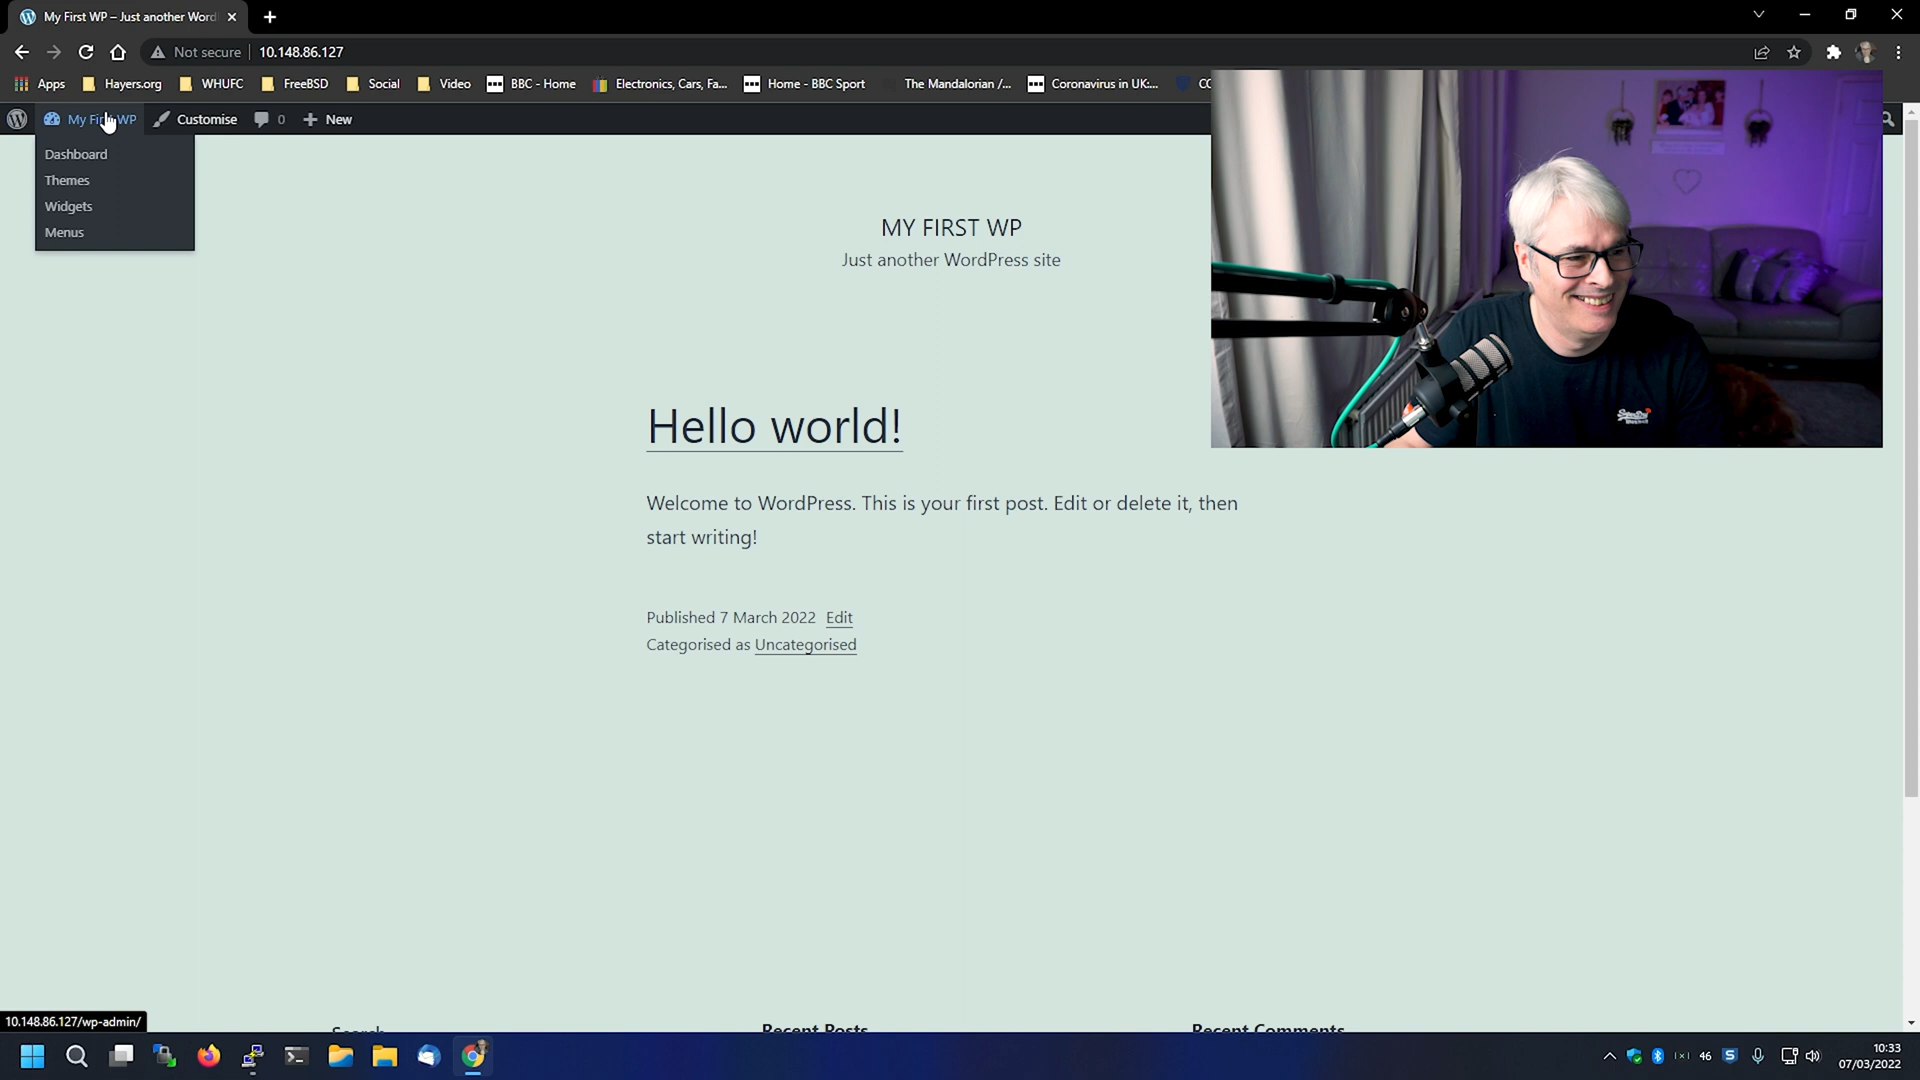 My First WP – Just another Word
Not secure
10.148.86.127
Apps
Hayers.org
WHUFC
FreeBSD
Social
Video
BBC - Home
Electronics, Cars, Fa...
Home - BBC Sport
The Mandalorian /...
Coronavirus in UK:...
CO
Customise
0
New
Dashboard
Themes
Widgets
Menus
MY FIRST WP
Just another WordPress site
Hello world!
Welcome to WordPress. This is your first post. Edit or delete it, then
start writing!
Published 7 March 2022 Edit
Categorised as Uncategorised
Search
Recent Posts
Recent Comments
10.148.86.127/wp-admin/
46
10:33
07/03/2022